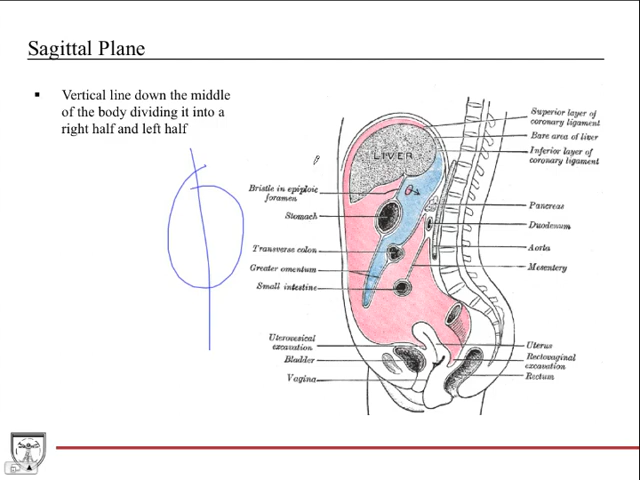 Sagittal Plane
▪ Vertical line down the middle
of the body dividing it into a
right half and left half
Superior layer of
coronary ligament
Bare area of liver
Inferior layer of
coronary ligament
LIVER
Bristle in epiploic
foramen
Stomach
Pancreas
Duodenum
Transverse colon
Aorta
Greater omentum
Mesentery
Small intestine
Uterovesical
excavation
Bladder
Vagina
Uterus
Rectovaginal
excavation
Rectum